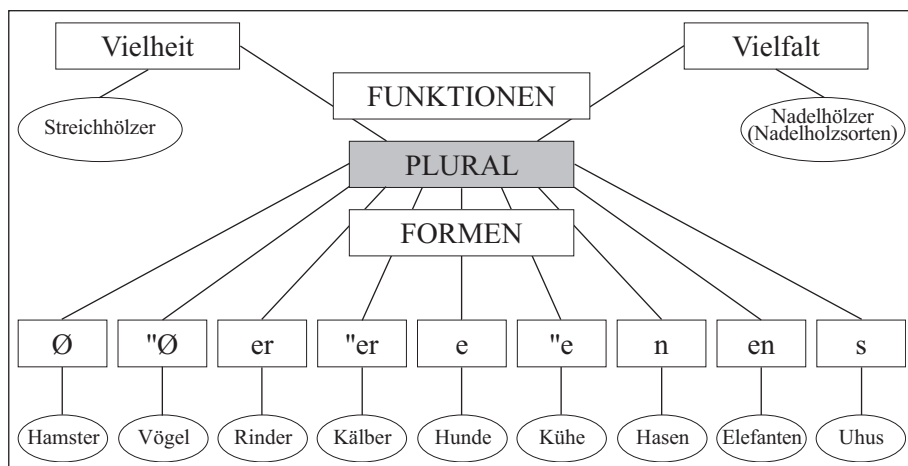 Vielheit
Vielfalt
FUNKTIONEN
Streichhölzer
Nadelhölzer
(Nadelholzsorten)
PLURAL
FORMEN
Ø "Ø er "er e "e n en s
Hamster Vögel Rinder Kälber Hunde Kühe Hasen Elefanten Uhus